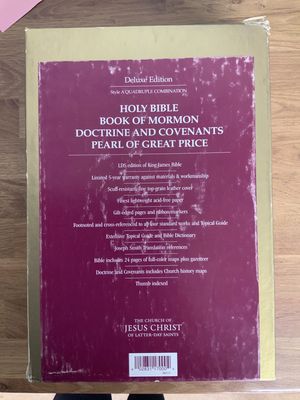 Deluxe Edition
Style A QUADRUPLE COMBINATION
HOLY BIBLE
BOOK OF MORMON
DOCTRINE AND COVENANTS
PEARL OF GREAT PRICE
LDS edition of King James Bible
Limited 5-year warranty against materials & workmanship
Scuff-resistant, fine top-grain leather cover
Finest lightweight acid-free paper
Gilt-edged pages and ribbon markers
Footnoted and cross-referenced to all four standard works and Topical Guide
Extensive Topical Guide and Bible Dictionary
Joseph Smith Translation references
Bible includes 24 pages of full-color maps plus gazetteer
Doctrine and Covenants includes Church history maps
Thumb indexed
THE CHURCH OF
JESUS CHRIST
OF LATTER-DAY SAINTS